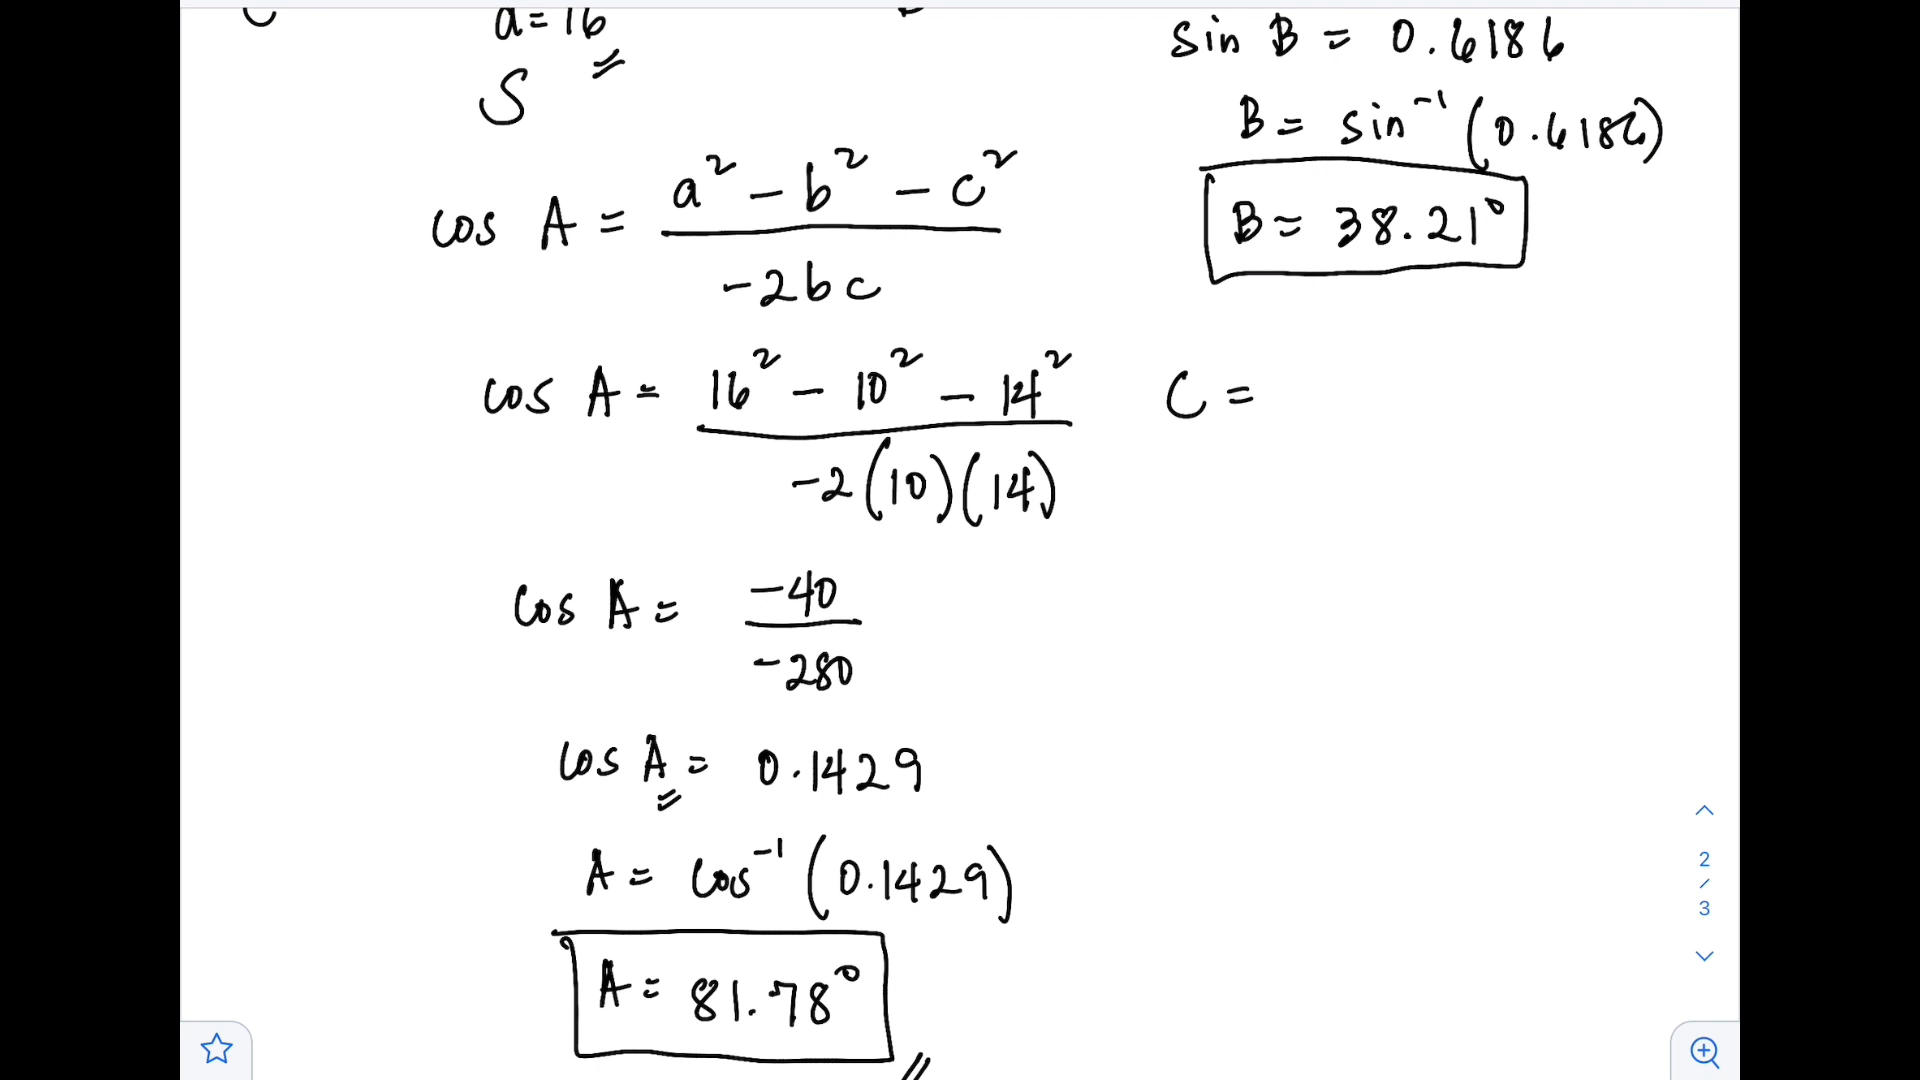 a=16
S
cos A = a² - b² - c² / -2bc
cos A = 16² - 10² - 14² / -2(10)(14)
cos A = -40 / -280
cos A = 0.1429
A = cos⁻¹(0.1429)
A = 81.78°
sin B = 0.6186
B = sin⁻¹(0.6186)
B = 38.21°
C =
2
/
3